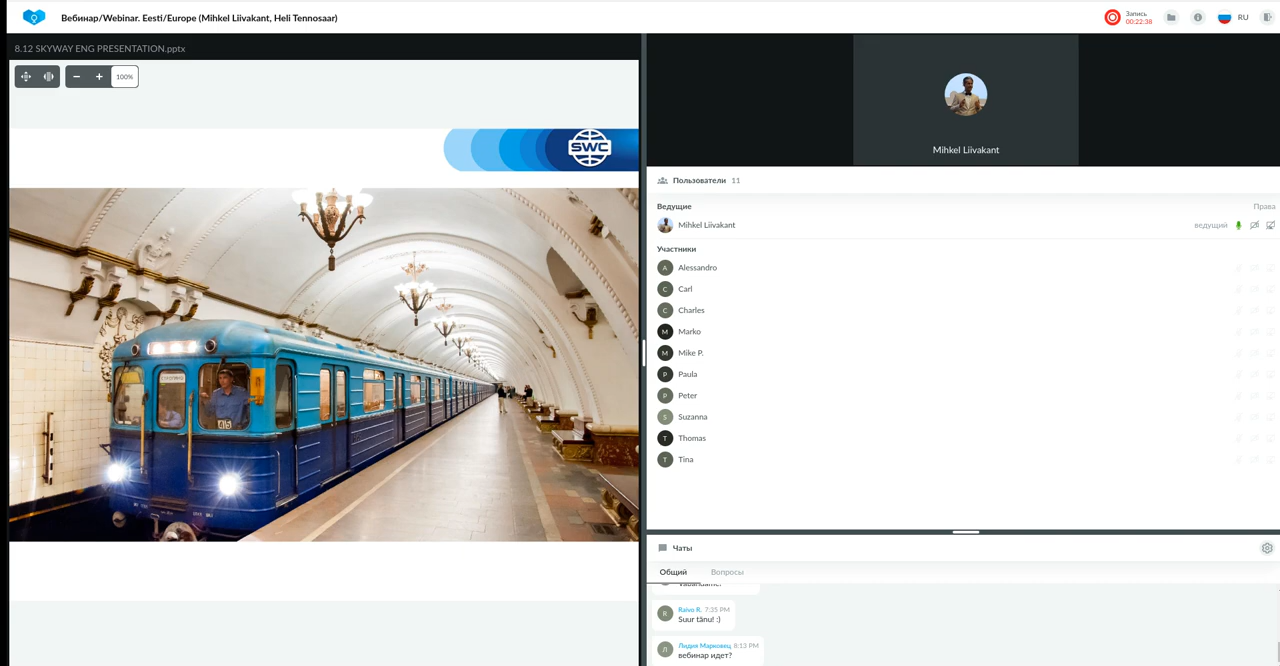 Вебинар/Webinar. Eesti/Europe (Mihkel Liivakant, Heli Tennosaar)
Запись
00:22:38
RU
8.12 SKYWAY ENG PRESENTATION.pptx
100%
SWC
45
Mihkel Liivakant
Пользователи 11
Ведущие Права
Mihkel Liivakant ведущий
Участники
A Alessandro
C Carl
C Charles
M Marko
M Mike P.
P Paula
P Peter
S Suzanna
T Thomas
T Tina
Чаты
Общий Вопросы
R Raivo R. 7:35 PM
Suur tänu! :)
Л Лидия Марковец 8:13 PM
вебинар идет?